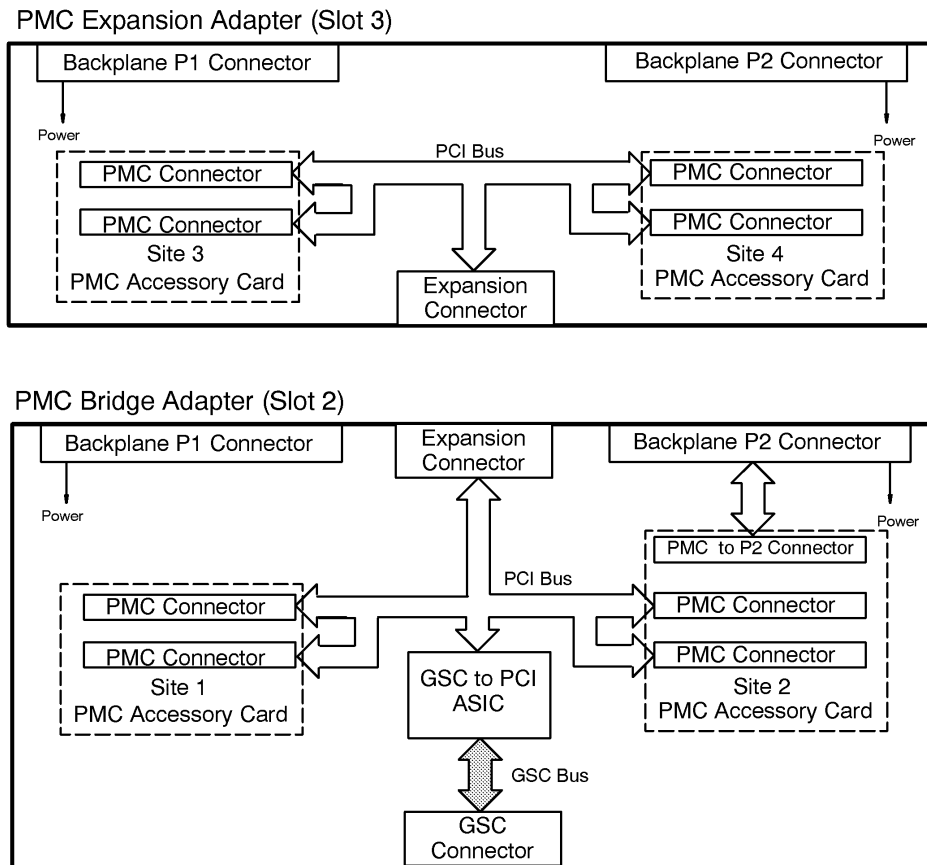 PMC Expansion Adapter (Slot 3)
Backplane P1 Connector
Backplane P2 Connector
Power
Power
PCI Bus
PMC Connector
PMC Connector
PMC Connector
PMC Connector
Site 3
PMC Accessory Card
Site 4
PMC Accessory Card
Expansion
Connector
PMC Bridge Adapter (Slot 2)
Backplane P1 Connector
Expansion
Connector
Backplane P2 Connector
Power
Power
PMC to P2 Connector
PCI Bus
PMC Connector
PMC Connector
PMC Connector
PMC Connector
Site 1
PMC Accessory Card
GSC to PCI
ASIC
Site 2
PMC Accessory Card
GSC Bus
GSC
Connector